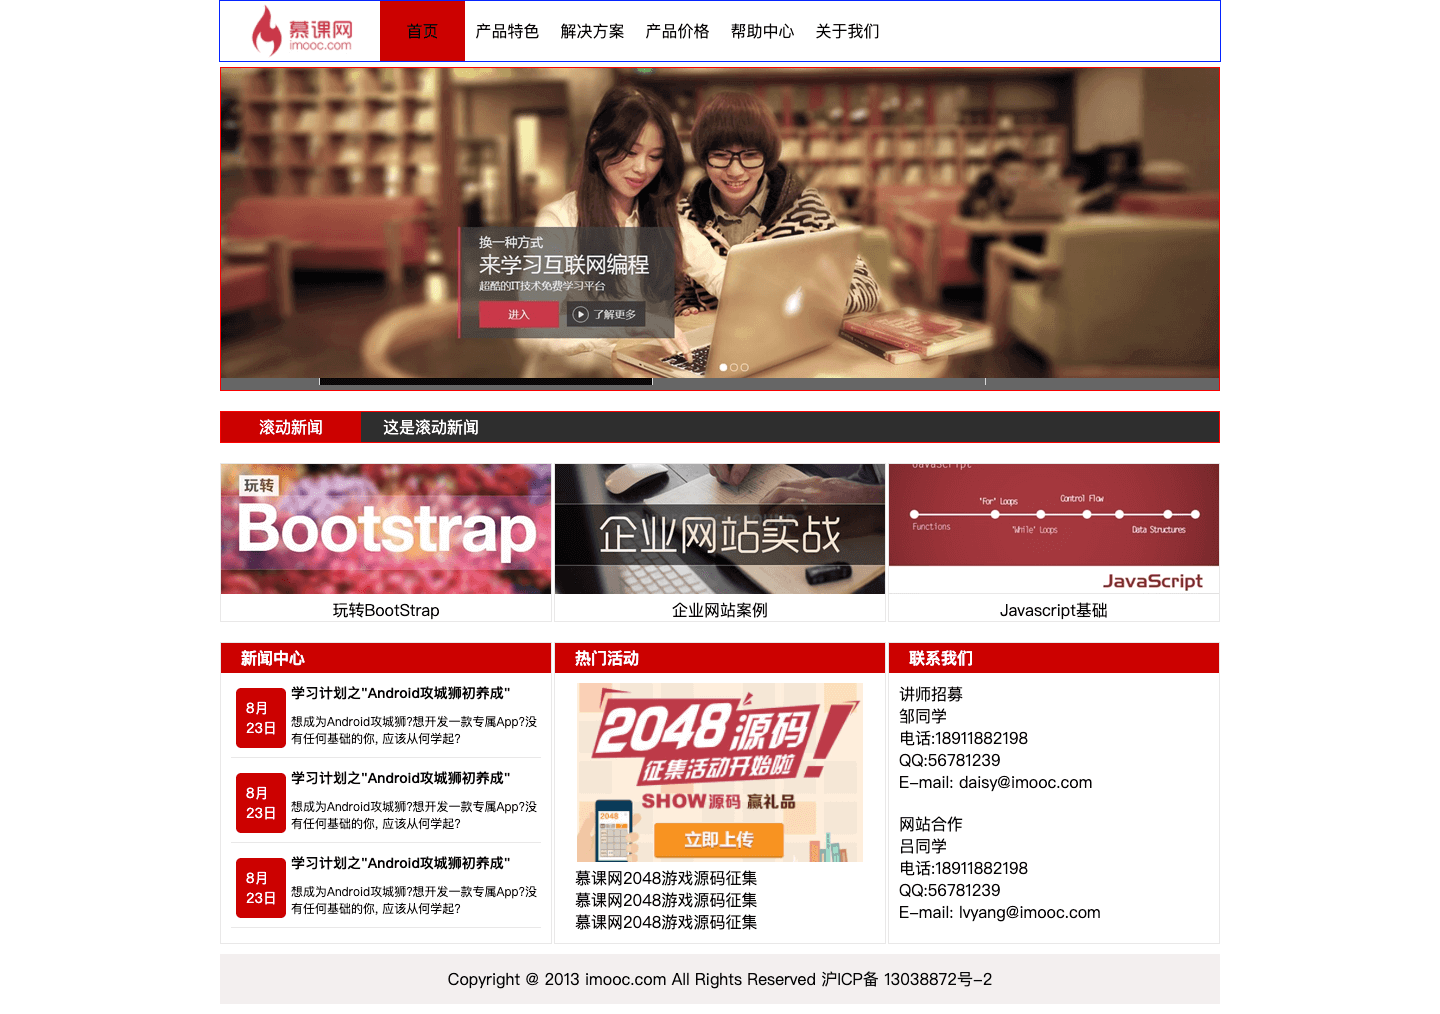 慕课网
imooc.com
首页 产品特色 解决方案 产品价格 帮助中心 关于我们
换一种方式
来学习互联网编程
超酷的IT技术免费学习平台
进入 了解更多
滚动新闻 这是滚动新闻
玩转
Bootstrap
玩转BootStrap
企业网站实战
企业网站案例
JavaScript
"For" Loops
Control Flow
Functions
"While" Loops
Data Structures
JavaScript
Javascript基础
新闻中心
8月
23日
学习计划之"Android攻城狮初养成"
想成为Android攻城狮?想开发一款专属App?没
有任何基础的你, 应该从何学起?
8月
23日
学习计划之"Android攻城狮初养成"
想成为Android攻城狮?想开发一款专属App?没
有任何基础的你, 应该从何学起?
8月
23日
学习计划之"Android攻城狮初养成"
想成为Android攻城狮?想开发一款专属App?没
有任何基础的你, 应该从何学起?
热门活动
2048源码!
征集活动开始啦
SHOW源码 赢礼品
2048
立即上传
慕课网2048游戏源码征集
慕课网2048游戏源码征集
慕课网2048游戏源码征集
联系我们
讲师招募
邹同学
电话:18911882198
QQ:56781239
E-mail: daisy@imooc.com
网站合作
吕同学
电话:18911882198
QQ:56781239
E-mail: lvyang@imooc.com
Copyright @ 2013 imooc.com All Rights Reserved 沪ICP备 13038872号-2